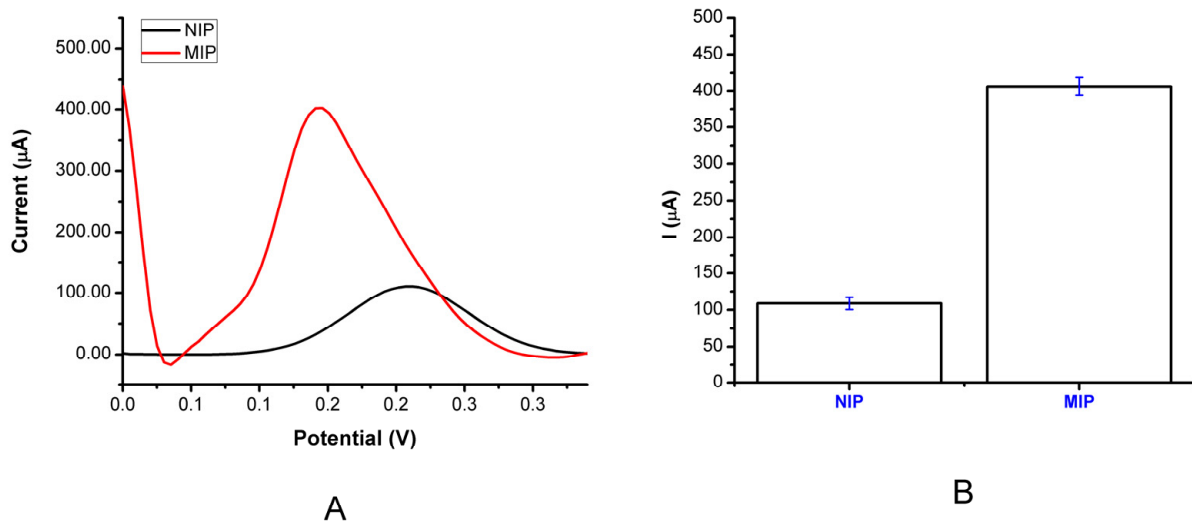 NIP
MIP
500.00
400.00
300.00
200.00
100.00
0.00
Current (μA)
0.0 0.1 0.1 0.2 0.2 0.3 0.3
Potential (V)
A
500
450
400
350
300
250
200
150
100
50
0
I (μA)
NIP MIP
B